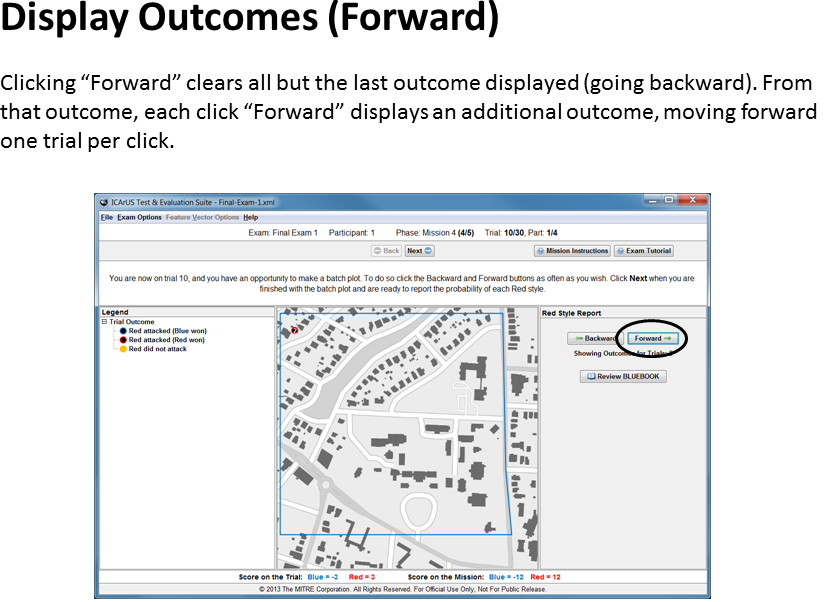 Display Outcomes (Forward)
Clicking “Forward” clears all but the last outcome displayed (going backward). From
that outcome, each click “Forward” displays an additional outcome, moving forward
one trial per click.
ICArUS Test & Evaluation Suite - Final-Exam-1.xml
File Exam Options Feature Vector Options Help
Exam: Final Exam 1 Participant: 1 Phase: Mission 4 (4/5) Trial: 10/30, Part: 1/4
Back Next Mission Instructions Exam Tutorial
You are now on trial 10, and you have an opportunity to make a batch plot. To do so click the Backward and Forward buttons as often as you wish. Click Next when you are
finished with the batch plot and are ready to report the probability of each Red style.
Legend
Trial Outcome
Red attacked (Blue won)
Red attacked (Red won)
Red did not attack
Red Style Report
Backward Forward
Showing Outcomes for Trials:
Review BLUEBOOK
Score on the Trial: Blue = -3 Red = 3 Score on the Mission: Blue = -12 Red = 12
© 2013 The MITRE Corporation. All Rights Reserved. For Official Use Only, Not For Public Release.